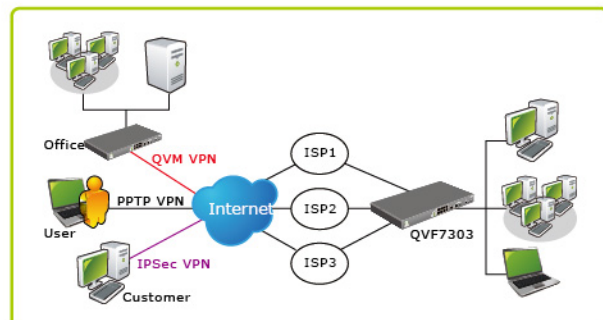 Office
QVM VPN
User
PPTP VPN
IPSec VPN
Customer
Internet
ISP1
ISP2
ISP3
QVF7303